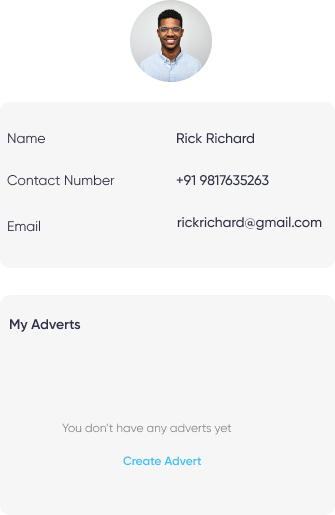 Name Rick Richard
Contact Number +91 9817635263
Email rickrichard@gmail.com
My Adverts
You don't have any adverts yet
Create Advert